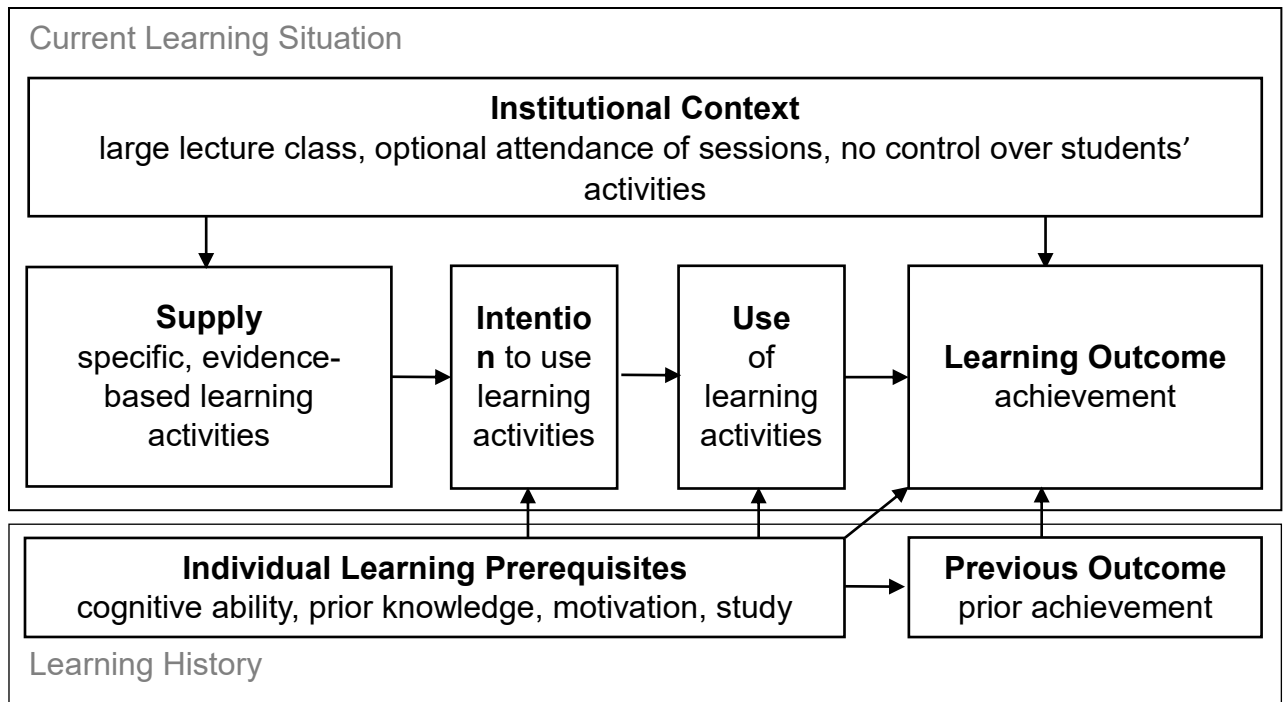 Current Learning Situation
Institutional Context
large lecture class, optional attendance of sessions, no control over students’
activities
Supply
specific, evidence-
based learning
activities
Intentio
n to use
learning
activities
Use
of
learning
activities
Learning Outcome
achievement
Individual Learning Prerequisites
cognitive ability, prior knowledge, motivation, study
Previous Outcome
prior achievement
Learning History